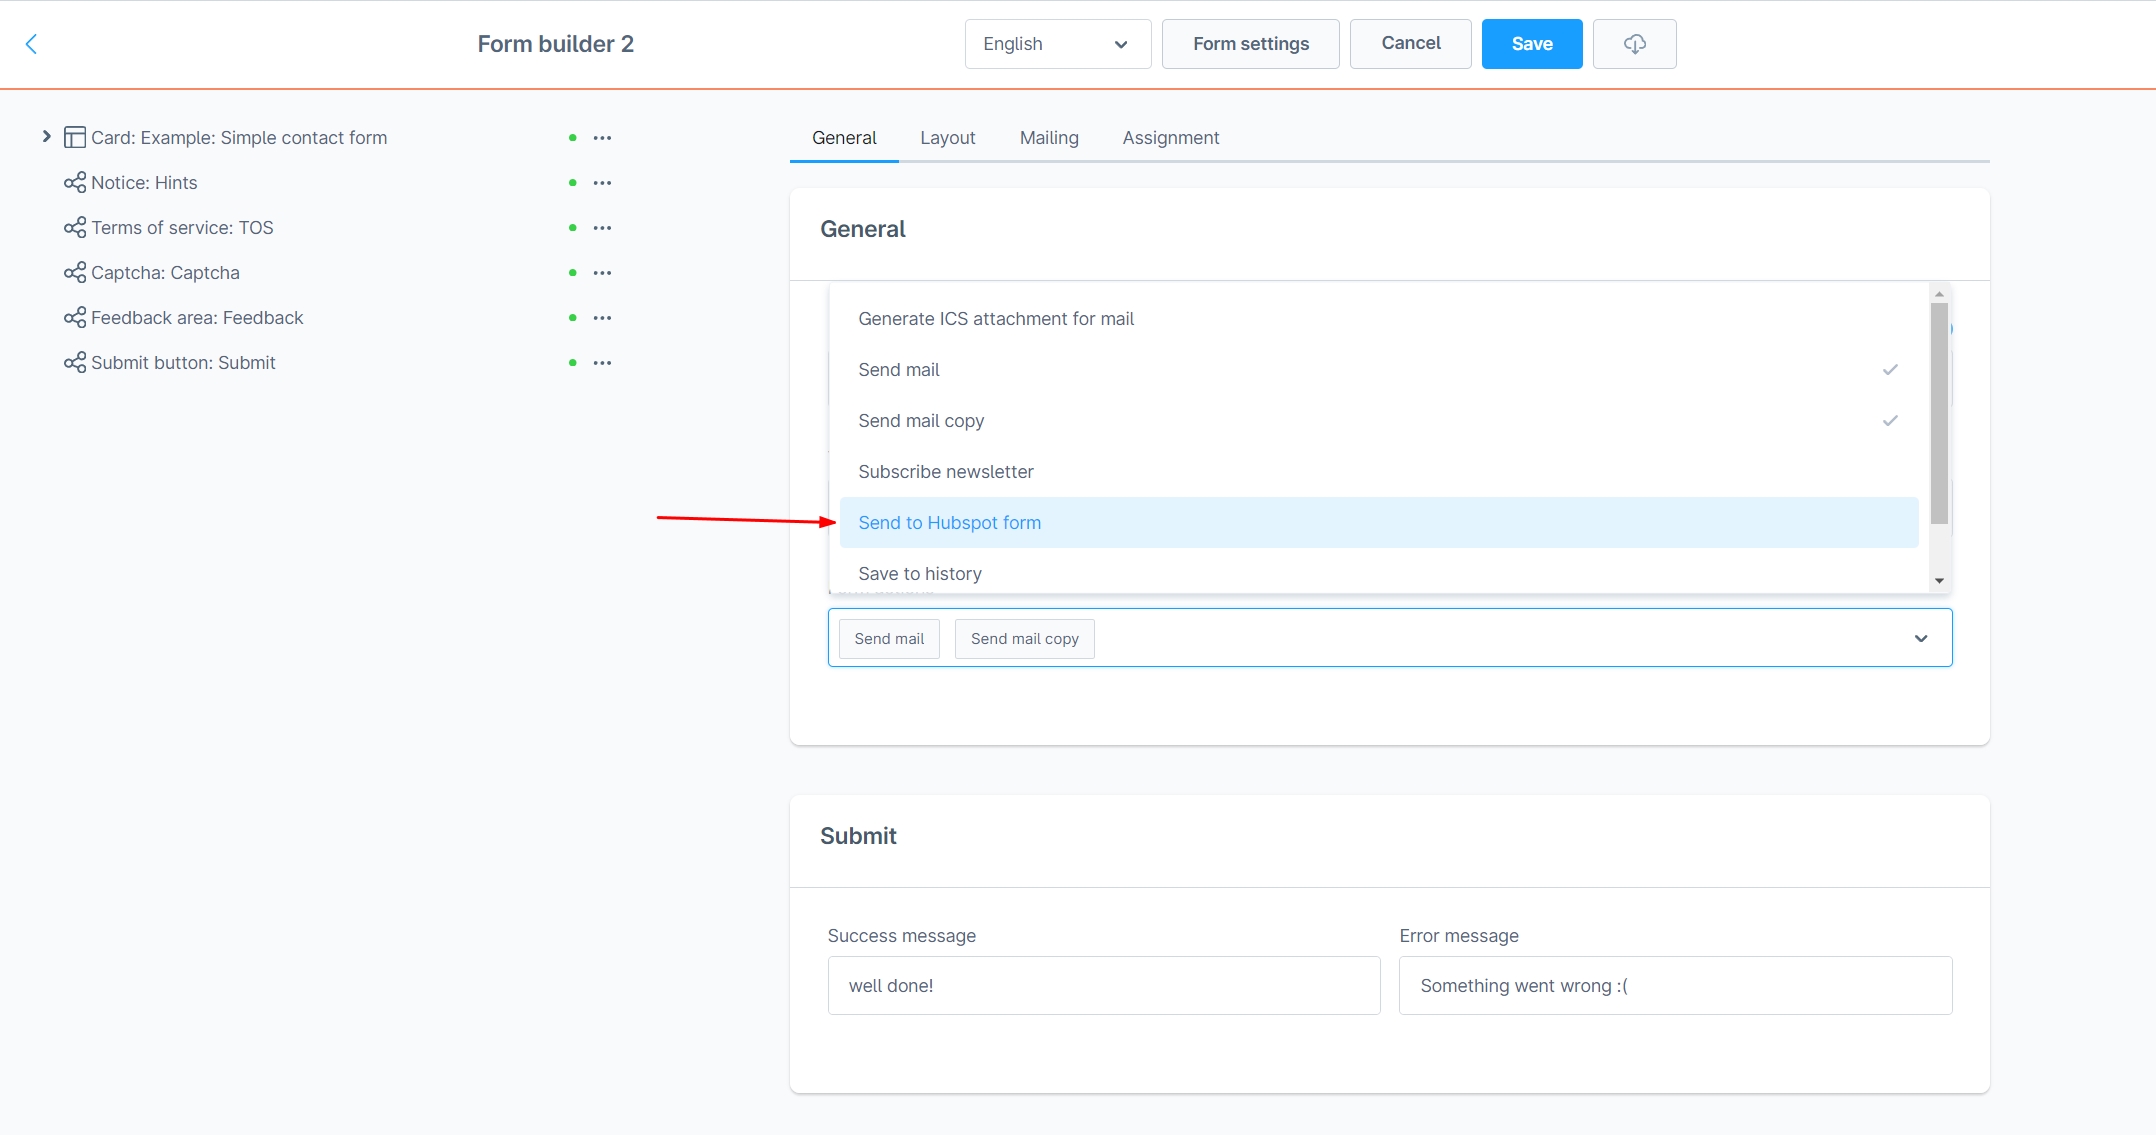 Form builder 2
English
Form settings
Cancel
Save
Card: Example: Simple contact form
Notice: Hints
Terms of service: TOS
Captcha: Captcha
Feedback area: Feedback
Submit button: Submit
General
Layout
Mailing
Assignment
General
Generate ICS attachment for mail
Send mail
Send mail copy
Subscribe newsletter
Send to Hubspot form
Save to history
Send mail
Send mail copy
Submit
Success message
Error message
well done!
Something went wrong :(